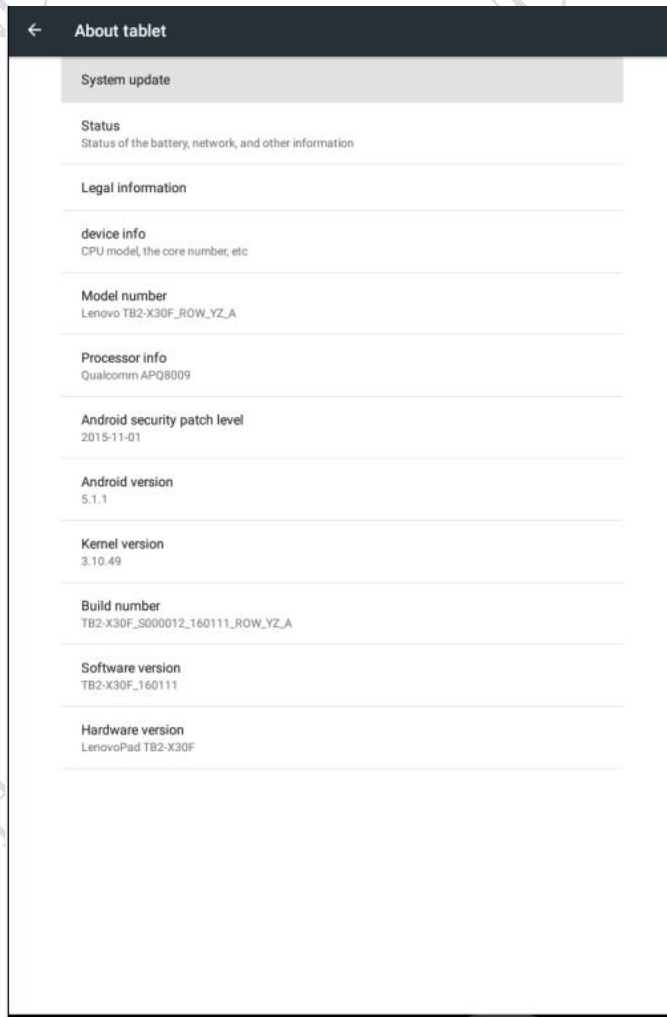 About tablet
System update
Status
Status of the battery, network, and other information
Legal information
device info
CPU model, the core number, etc
Model number
Lenovo TB2-X30F_ROW_YZ_A
Processor info
Qualcomm APQ8009
Android security patch level
2015-11-01
Android version
5.1.1
Kernel version
3.10.49
Build number
TB2-X30F_S000012_160111_ROW_YZ_A
Software version
TB2-X30F_160111
Hardware version
LenovoPad TB2-X30F